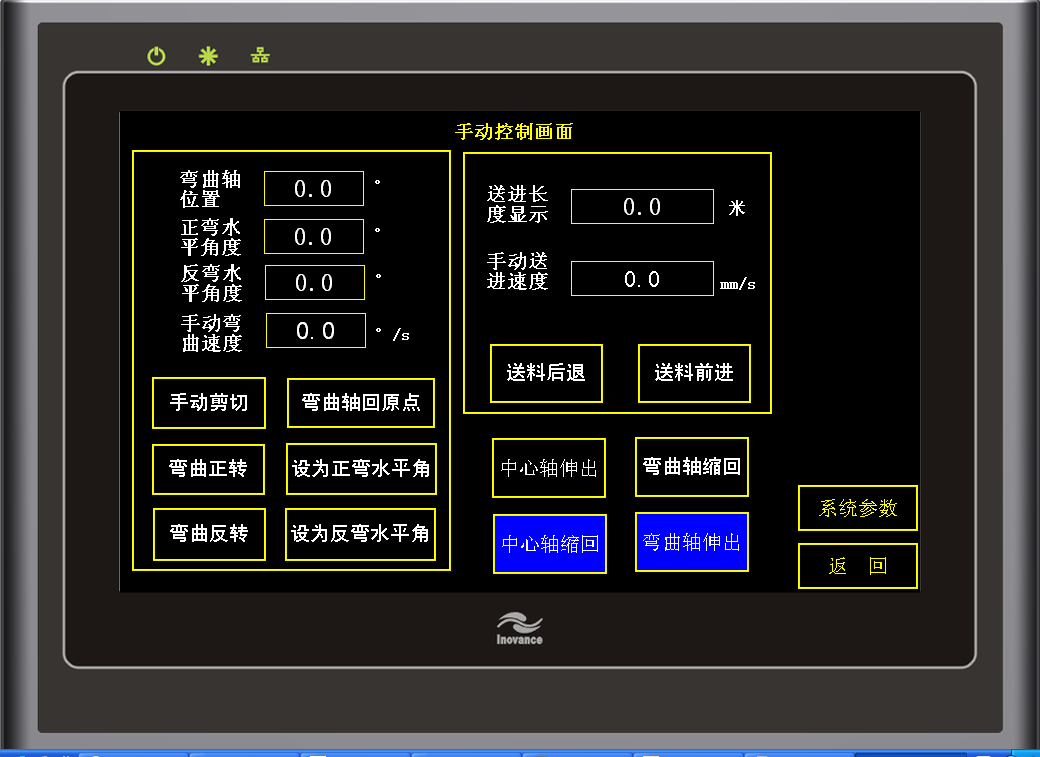 手动控制画面
弯曲轴
位置
0.0
°
正弯水
平角度
0.0
°
反弯水
平角度
0.0
°
手动弯
曲速度
0.0
°/s
手动剪切
弯曲轴回原点
弯曲正转
设为正弯水平角
弯曲反转
设为反弯水平角
送进长
度显示
0.0
米
手动送
进速度
0.0
mm/s
送料后退
送料前进
中心轴伸出
弯曲轴缩回
中心轴缩回
弯曲轴伸出
系统参数
返 回
Inovance